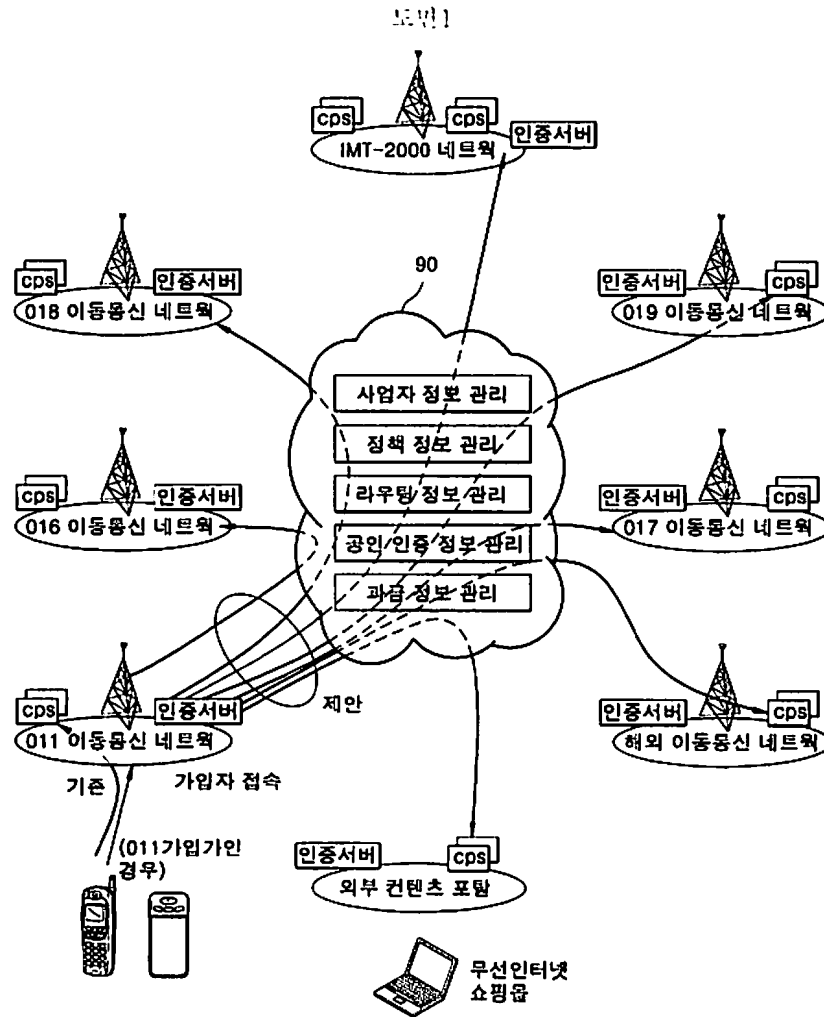 도면1
cps
cps
인증서버
IMT-2000 네트웍
90
cps
인증서버
018 이동통신 네트웍
인증서버
cps
019 이동통신 네트웍
사업자 정보 관리
정책 정보 관리
라우팅 정보 관리
공인 인증 정보 관리
과금 정보 관리
cps
인증서버
016 이동통신 네트웍
인증서버
cps
017 이동통신 네트웍
cps
인증서버
011 이동통신 네트웍
제안
인증서버
cps
해외 이동통신 네트웍
기존
가입자 접속
(011가입가인
경우)
인증서버
cps
외부 컨텐츠 포탈
무선인터넷
쇼핑몰